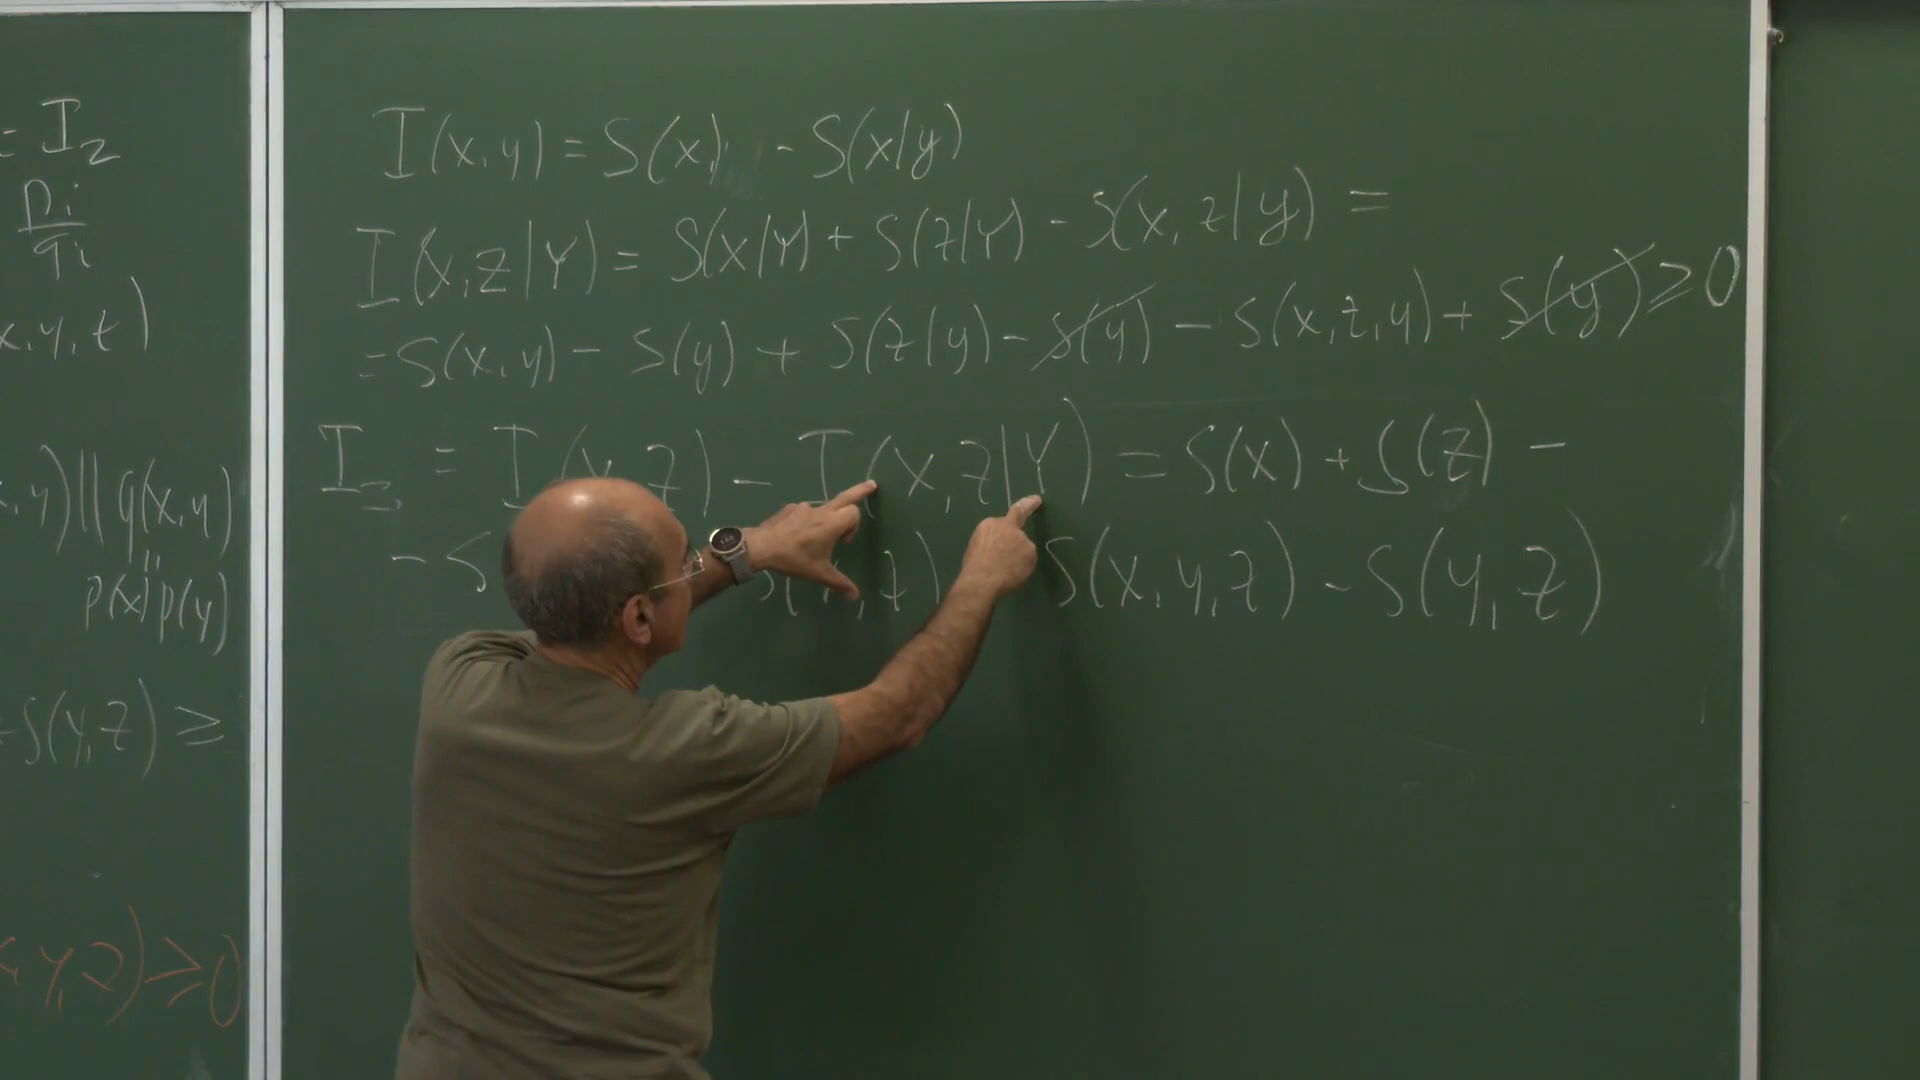 = I₂
pᵢ
qᵢ
x,y,t)
,y)||q(x,y)
"
p(x)p(y)
S(y,z) ≥
x,y,z) ≥ 0
I(x,y) = S(x) - S(x|y)
I(x,z|Y) = S(x|Y) + S(z|Y) - S(x,z|y) =
= S(x,y) - S(y) + S(z|y) - S(y) - S(x,z,y) + S(y) ≥ 0
I₃ = I(x,z) - I(x,z|Y) = S(x) + S(z) -
- S S(x,y,z) - S(y,z)